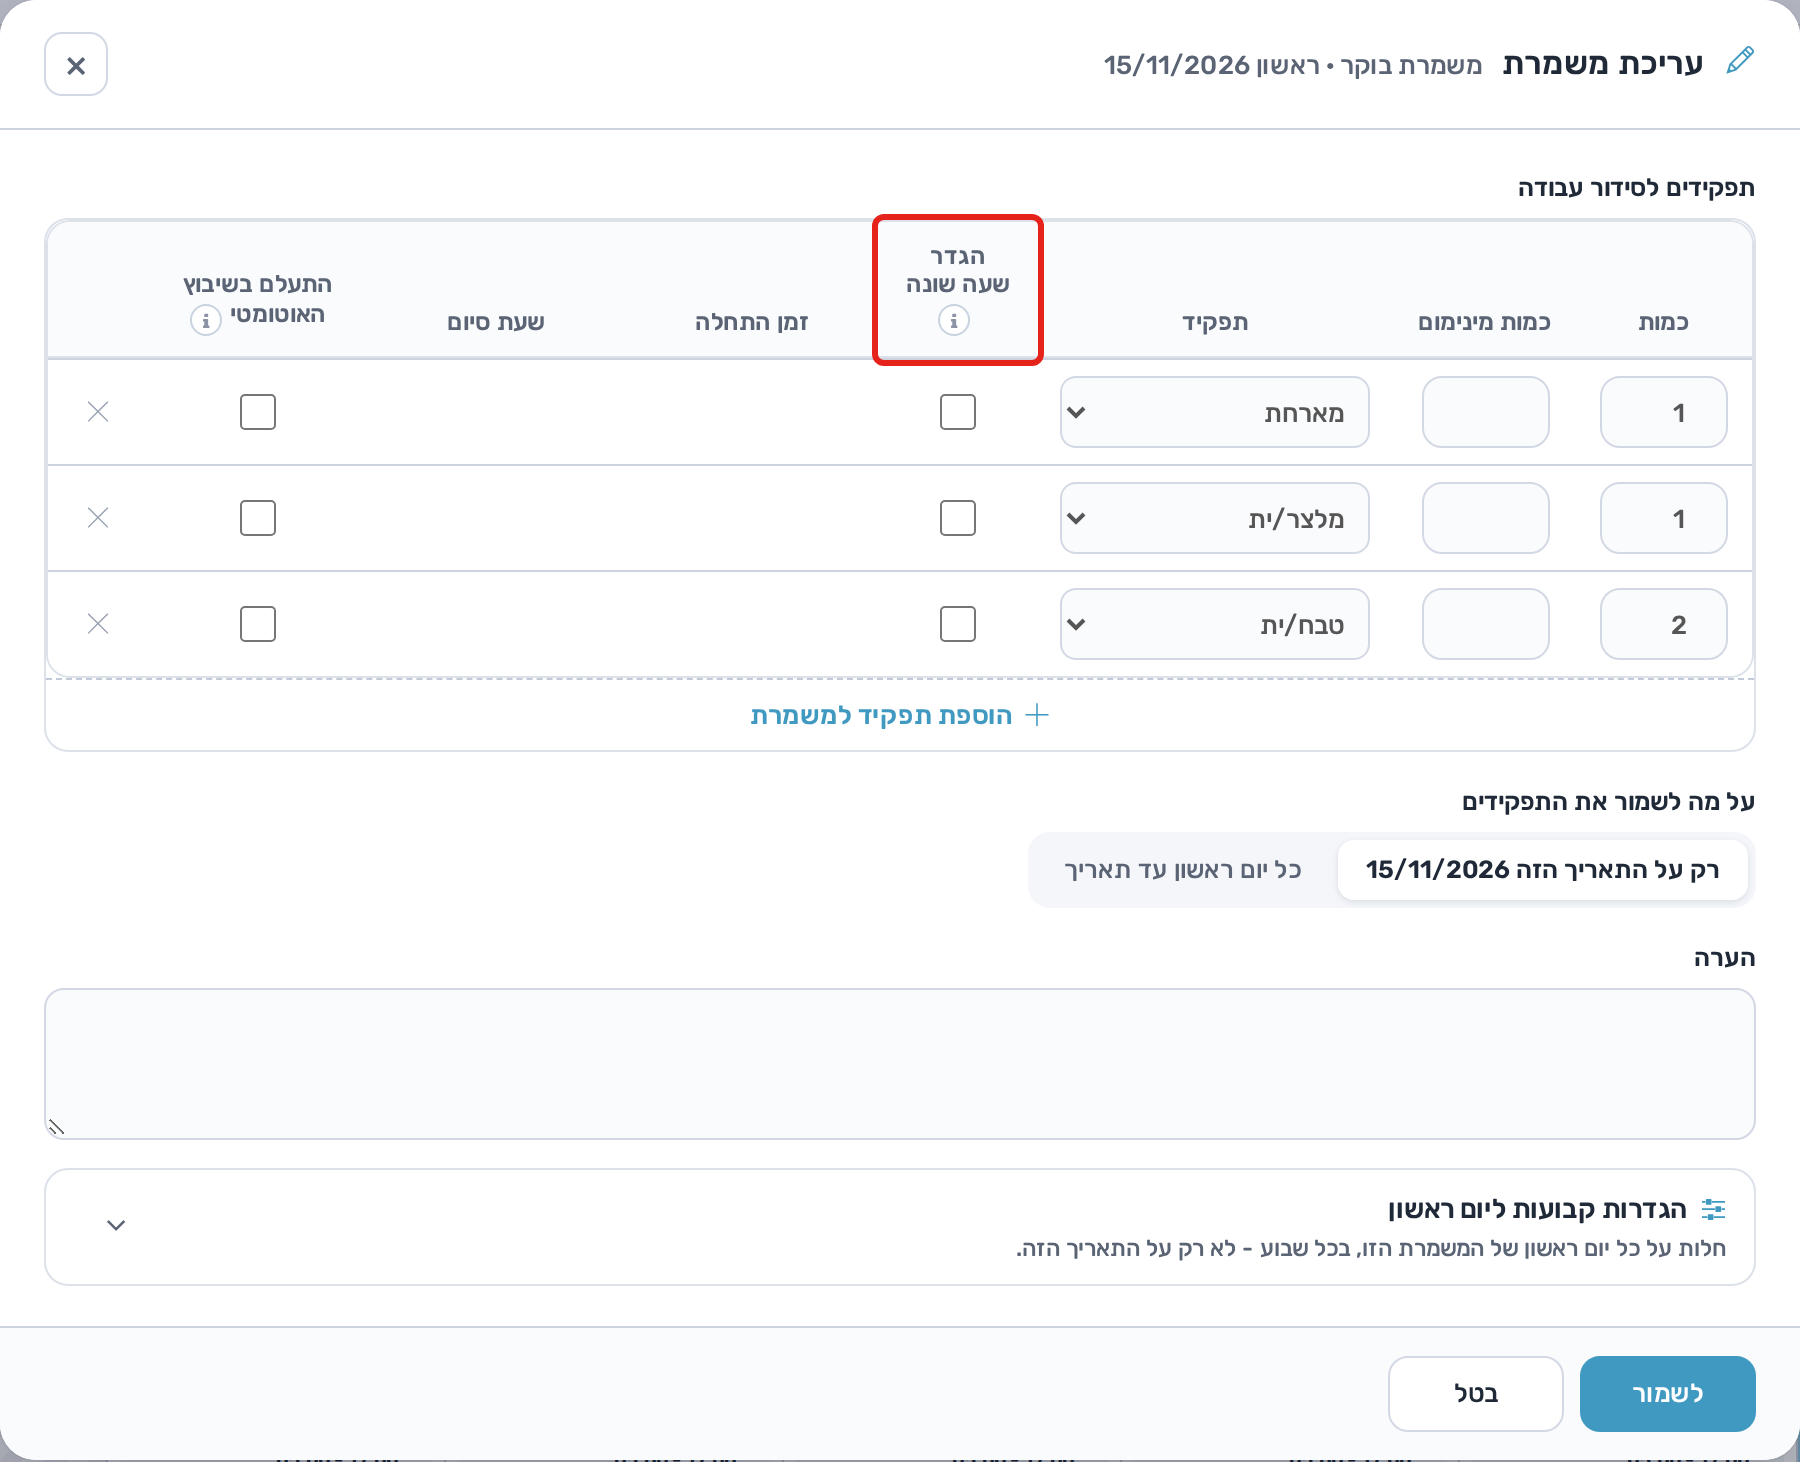 עריכת משמרת משמרת בוקר • ראשון 15/11/2026
תפקידים לסידור עבודה
כמות
כמות מינימום
תפקיד
הגדר
שעה שונה
זמן התחלה
שעת סיום
התעלם בשיבוץ
האוטומטי
1
מארחת
1
מלצר/ית
2
טבח/ית
הוספת תפקיד למשמרת
על מה לשמור את התפקידים
רק על התאריך הזה 15/11/2026
כל יום ראשון עד תאריך
הערה
הגדרות קבועות ליום ראשון
חלות על כל יום ראשון של המשמרת הזו, בכל שבוע - לא רק על התאריך הזה.
לשמור
בטל